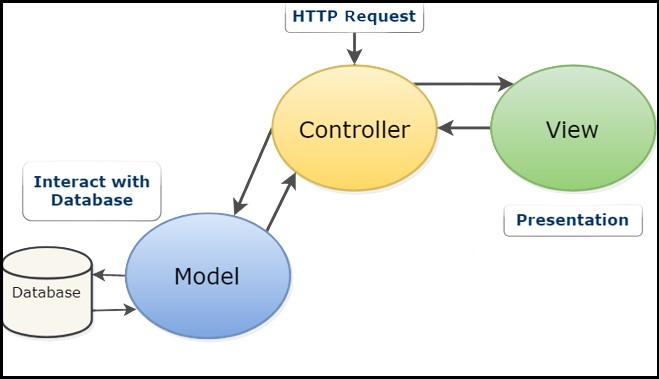 HTTP Request
Controller
View
Interact with
Database
Presentation
Model
Database